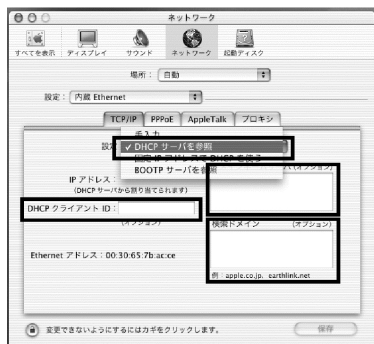 ネットワーク
すべてを表示 ディスプレイ サウンド ネットワーク 起動ディスク
場所： 自動
設定： 内蔵 Ethernet
TCP/IP PPPoE AppleTalk プロキシ
手入力
設定
✓ DHCP サーバを参照
BOOTP サーバを参照
(オプション)
IP アドレス：
(DHCP サーバから割り当てられます)
DHCP クライアント ID：
(オプション)
検索ドメイン (オプション)
Ethernet アドレス：00:30:65:7b:ac:ce
例：apple.co.jp, earthlink.net
変更できないようにするにはカギをクリックします。
保存